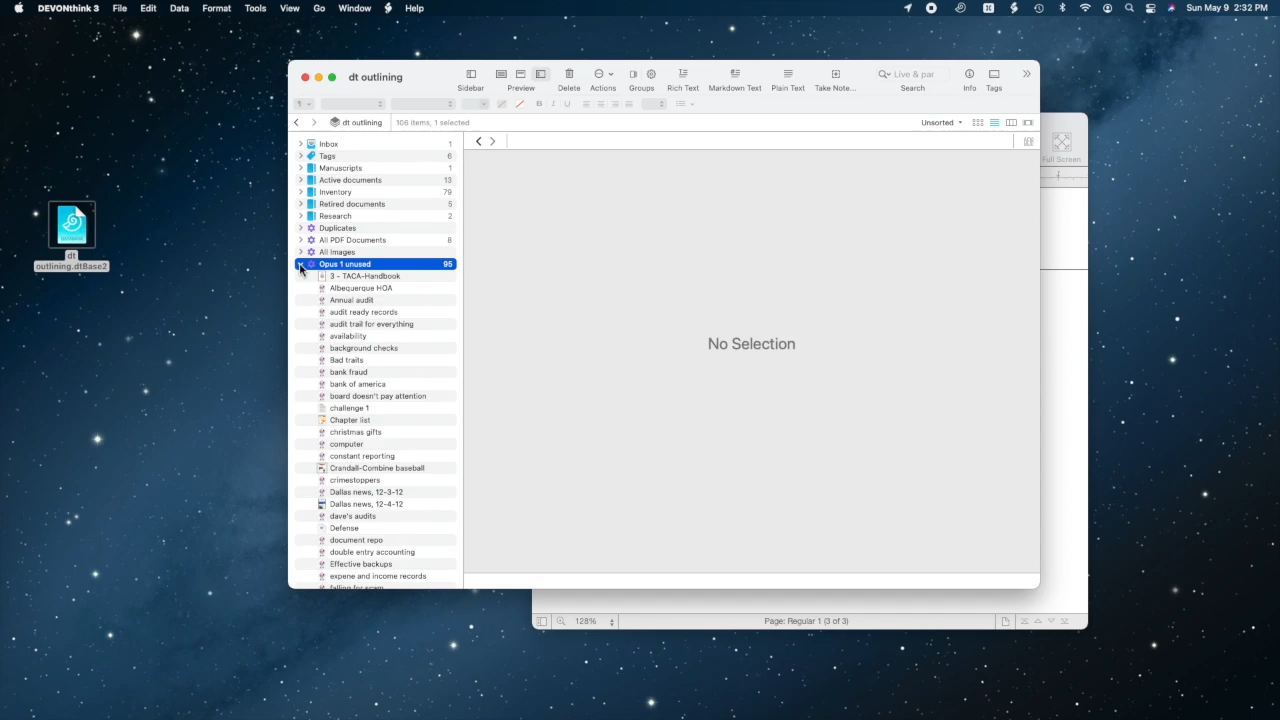 DEVONthink 3 File Edit Data Format Tools View Go Window Help Sun May 9 2:32 PM
dt outlining
Live & par
Sidebar Preview Delete Actions Groups Rich Text Markdown Text Plain Text Take Note... Search Info Tags
dt outlining 106 items, 1 selected Unsorted
Inbox 1
Tags 6
Manuscripts 1
Active documents 13
Inventory 79
Retired documents 5
Research 2
Duplicates
All PDF Documents 8
All Images
Opus 1 unused 95
3 - TACA-Handbook
Albequerque HOA
Annual audit
audit ready records
audit trail for everything
availability
background checks
Bad traits
bank fraud
bank of america
board doesn't pay attention
challenge 1
Chapter list
christmas gifts
computer
constant reporting
Crandall-Combine baseball
crimestoppers
Dallas news, 12-3-12
Dallas news, 12-4-12
dave's audits
Defense
document repo
double entry accounting
Effective backups
expene and income records
falling for scam
No Selection
Full Screen
128% Page: Regular 1 (3 of 3)
dt
outlining.dtBase2